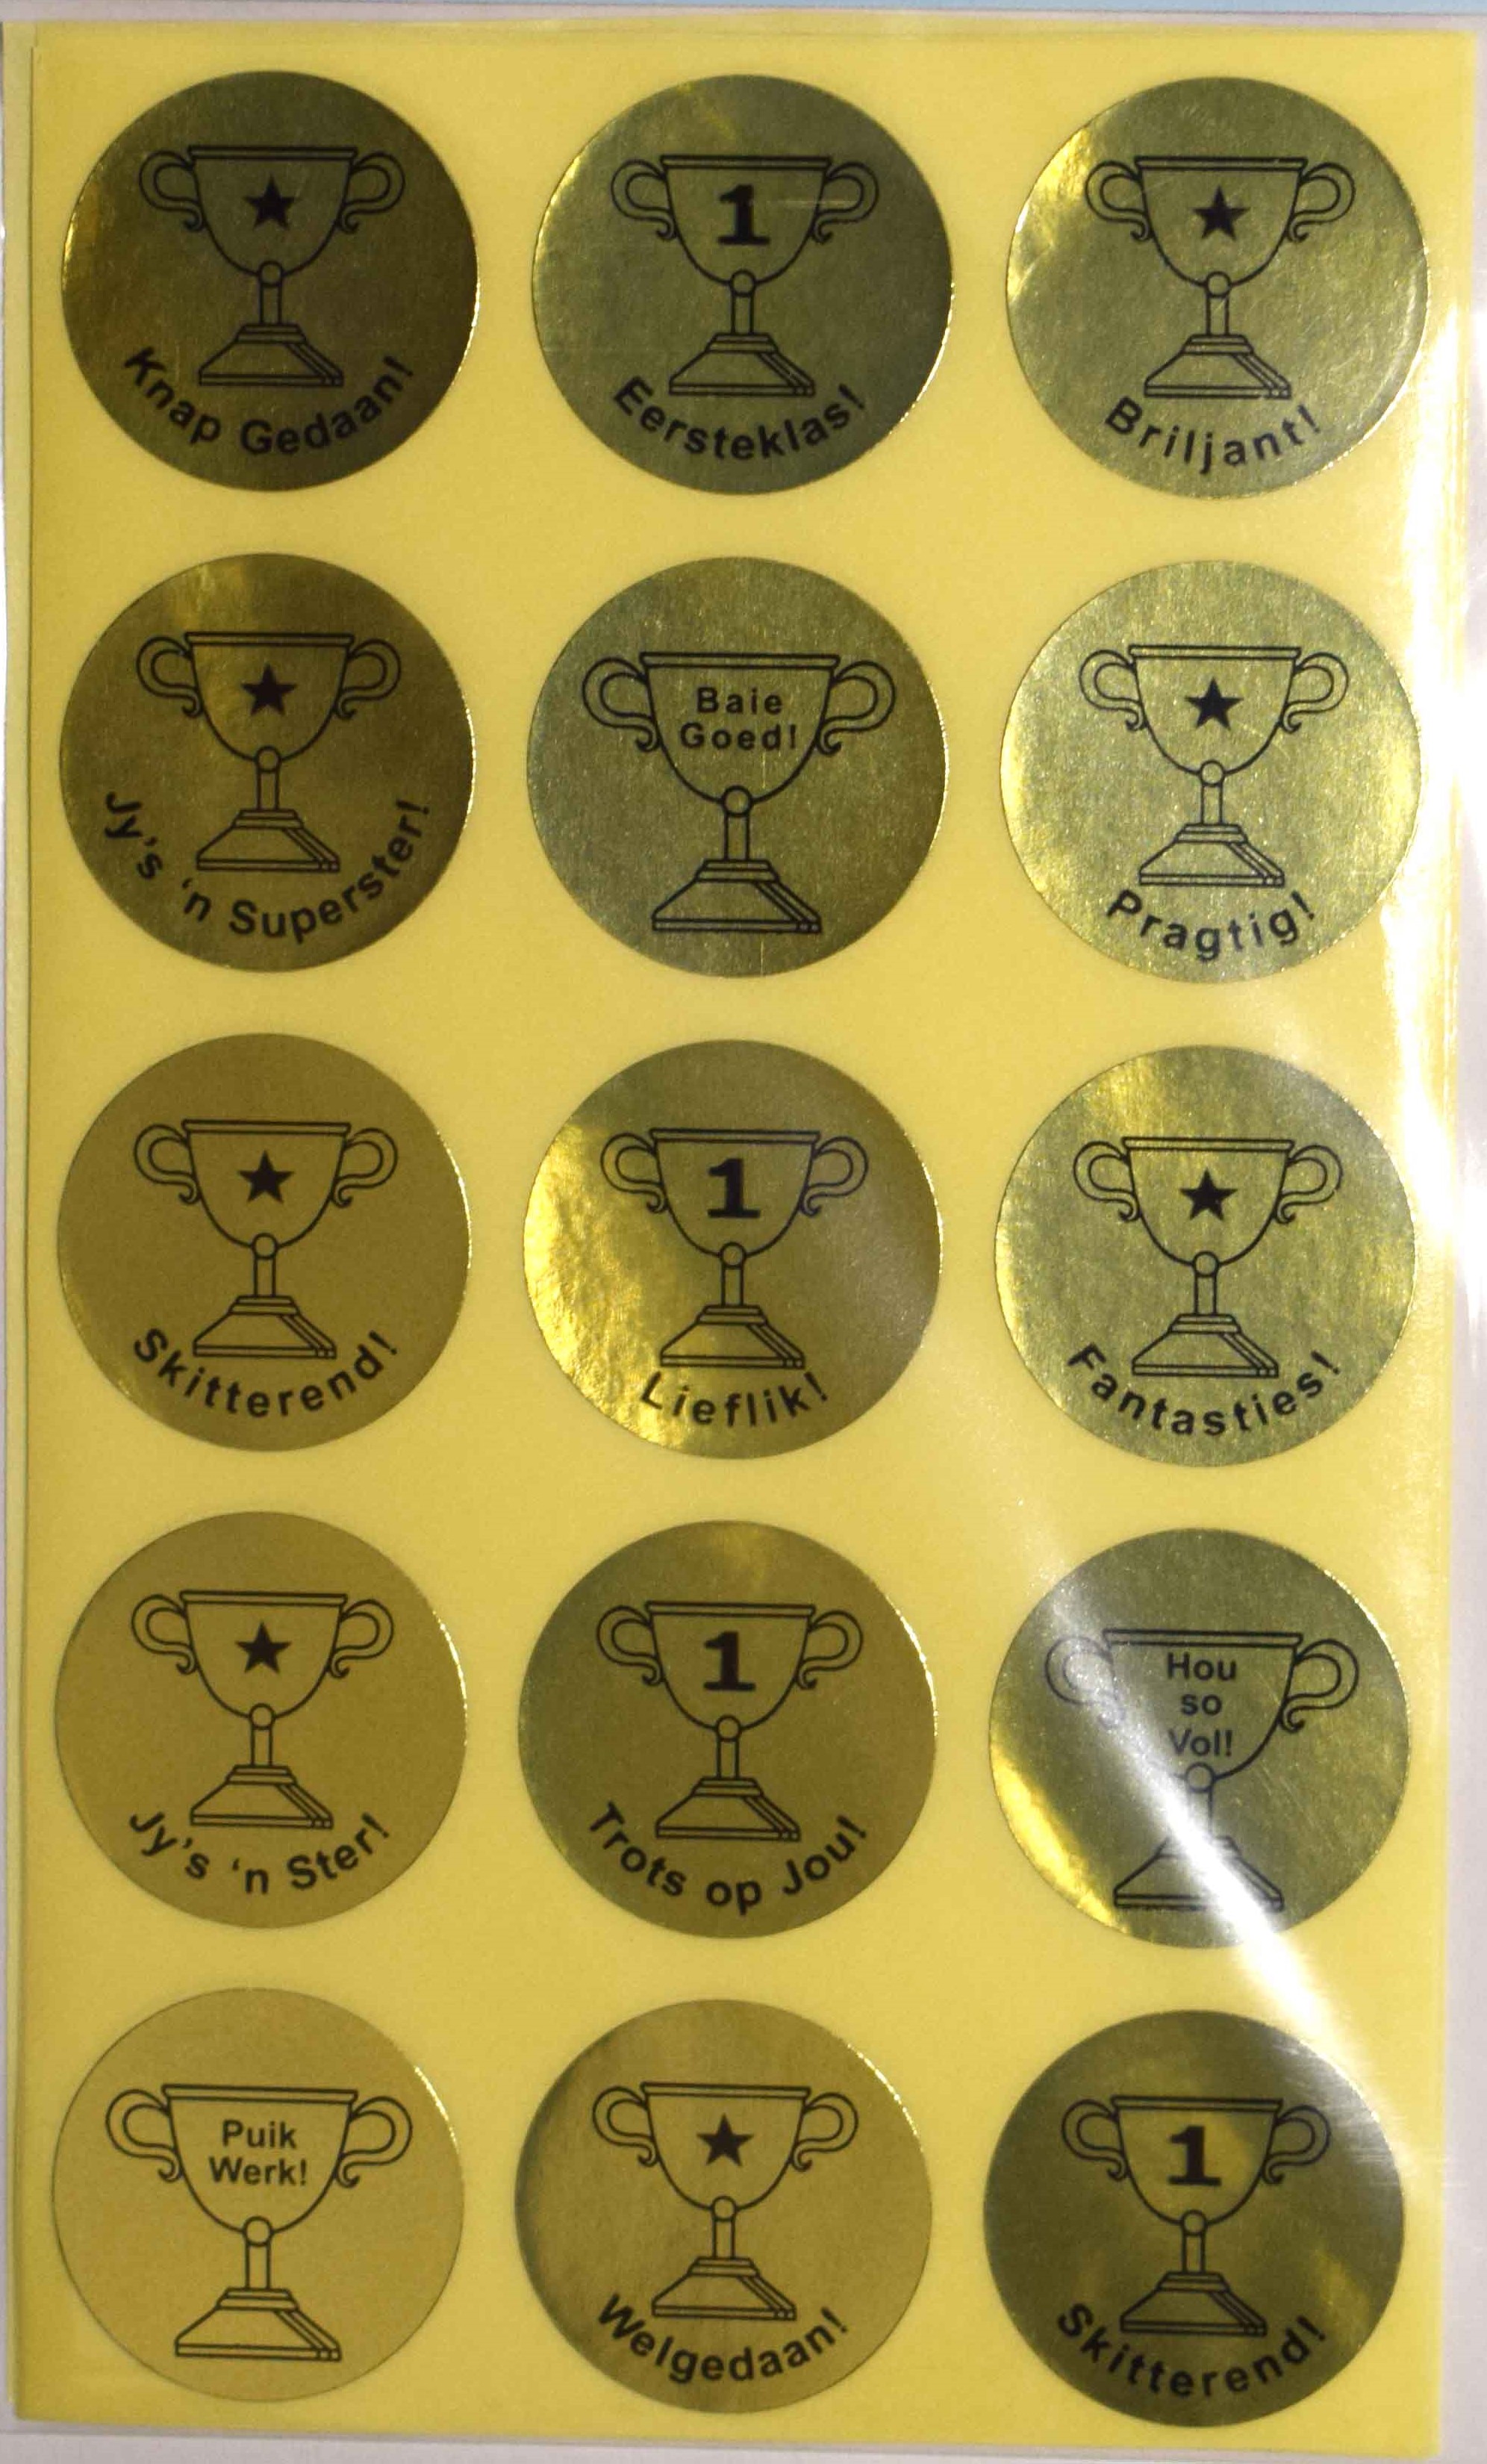 Knap Gedaan!
1
Eersteklas!
Briljant!
Jy's 'n Superster!
Baie
Goed!
Pragtig!
Skitterend!
1
Lieflik!
Fantasties!
Jy's 'n Ster!
1
Trots op Jou!
Hou
so
Vol!
Puik
Werk!
Welgedaan!
1
Skitterend!